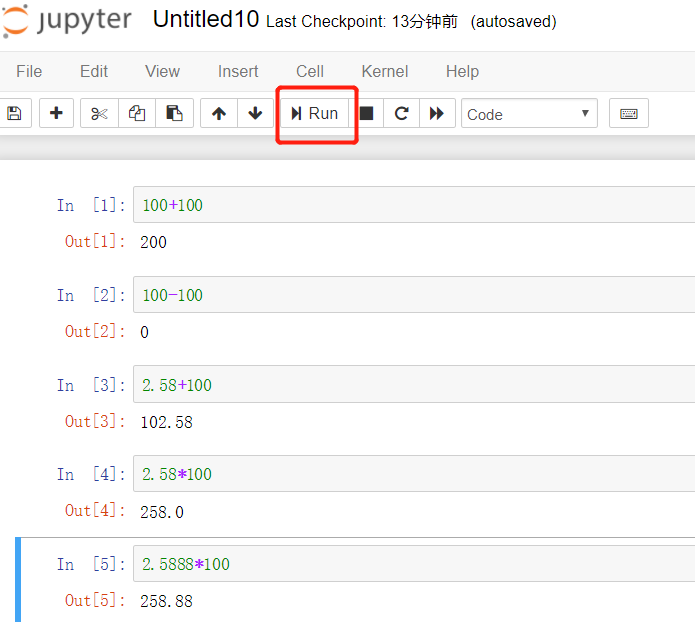 jupyter Untitled10 Last Checkpoint: 13分钟前 (autosaved)
File Edit View Insert Cell Kernel Help
Run Code
In [1]: 100+100
Out[1]: 200
In [2]: 100-100
Out[2]: 0
In [3]: 2.58+100
Out[3]: 102.58
In [4]: 2.58*100
Out[4]: 258.0
In [5]: 2.5888*100
Out[5]: 258.88